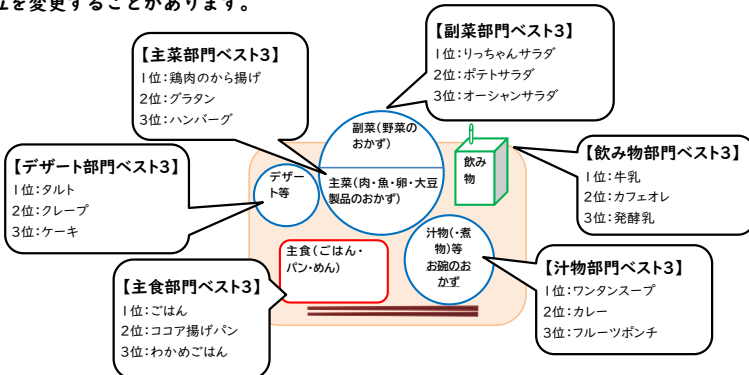 位を変更することがあります。
【副菜部門ベスト3】
1位:りっちゃんサラダ
2位:ポテトサラダ
3位:オーシャンサラダ
【主菜部門ベスト3】
1位:鶏肉のから揚げ
2位:グラタン
3位:ハンバーグ
副菜(野菜の
おかず)
主菜(肉・魚・卵・大豆
製品のおかず)
飲み
物
【飲み物部門ベスト3】
1位:牛乳
2位:カフェオレ
3位:発酵乳
【デザート部門ベスト3】
1位:タルト
2位:クレープ
3位:ケーキ
デザー
ト等
主食(ごはん・
パン・めん)
汁物(・煮
物)等
お碗のお
かず
【汁物部門ベスト3】
1位:ワンタンスープ
2位:カレー
3位:フルーツポンチ
【主食部門ベスト3】
1位:ごはん
2位:ココア揚げパン
3位:わかめごはん